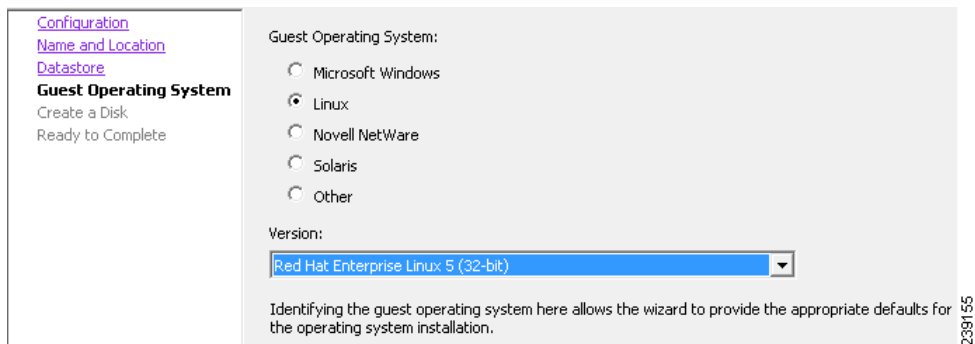 Configuration
Name and Location
Datastore
Guest Operating System
Create a Disk
Ready to Complete
Guest Operating System:
Microsoft Windows
Linux
Novell NetWare
Solaris
Other
Version:
Red Hat Enterprise Linux 5 (32-bit)
Identifying the guest operating system here allows the wizard to provide the appropriate defaults for
the operating system installation.
239155